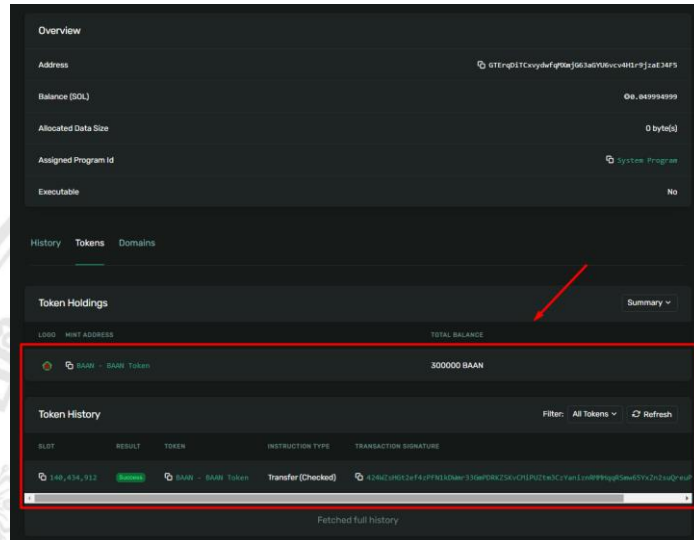 Overview
Address
Balance (SOL) ⊙0.049994999
Allocated Data Size 0 byte(s)
Assigned Program Id System Program
Executable No
History Tokens Domains
Token Holdings Summary
LOGO MINT ADDRESS TOTAL BALANCE
BAAN - BAAN Token 300000 BAAN
Token History Filter: All Tokens Refresh
SLOT RESULT TOKEN INSTRUCTION TYPE TRANSACTION SIGNATURE
140,434,912 Success BAAN - BAAN Token Transfer (Checked)
Fetched full history